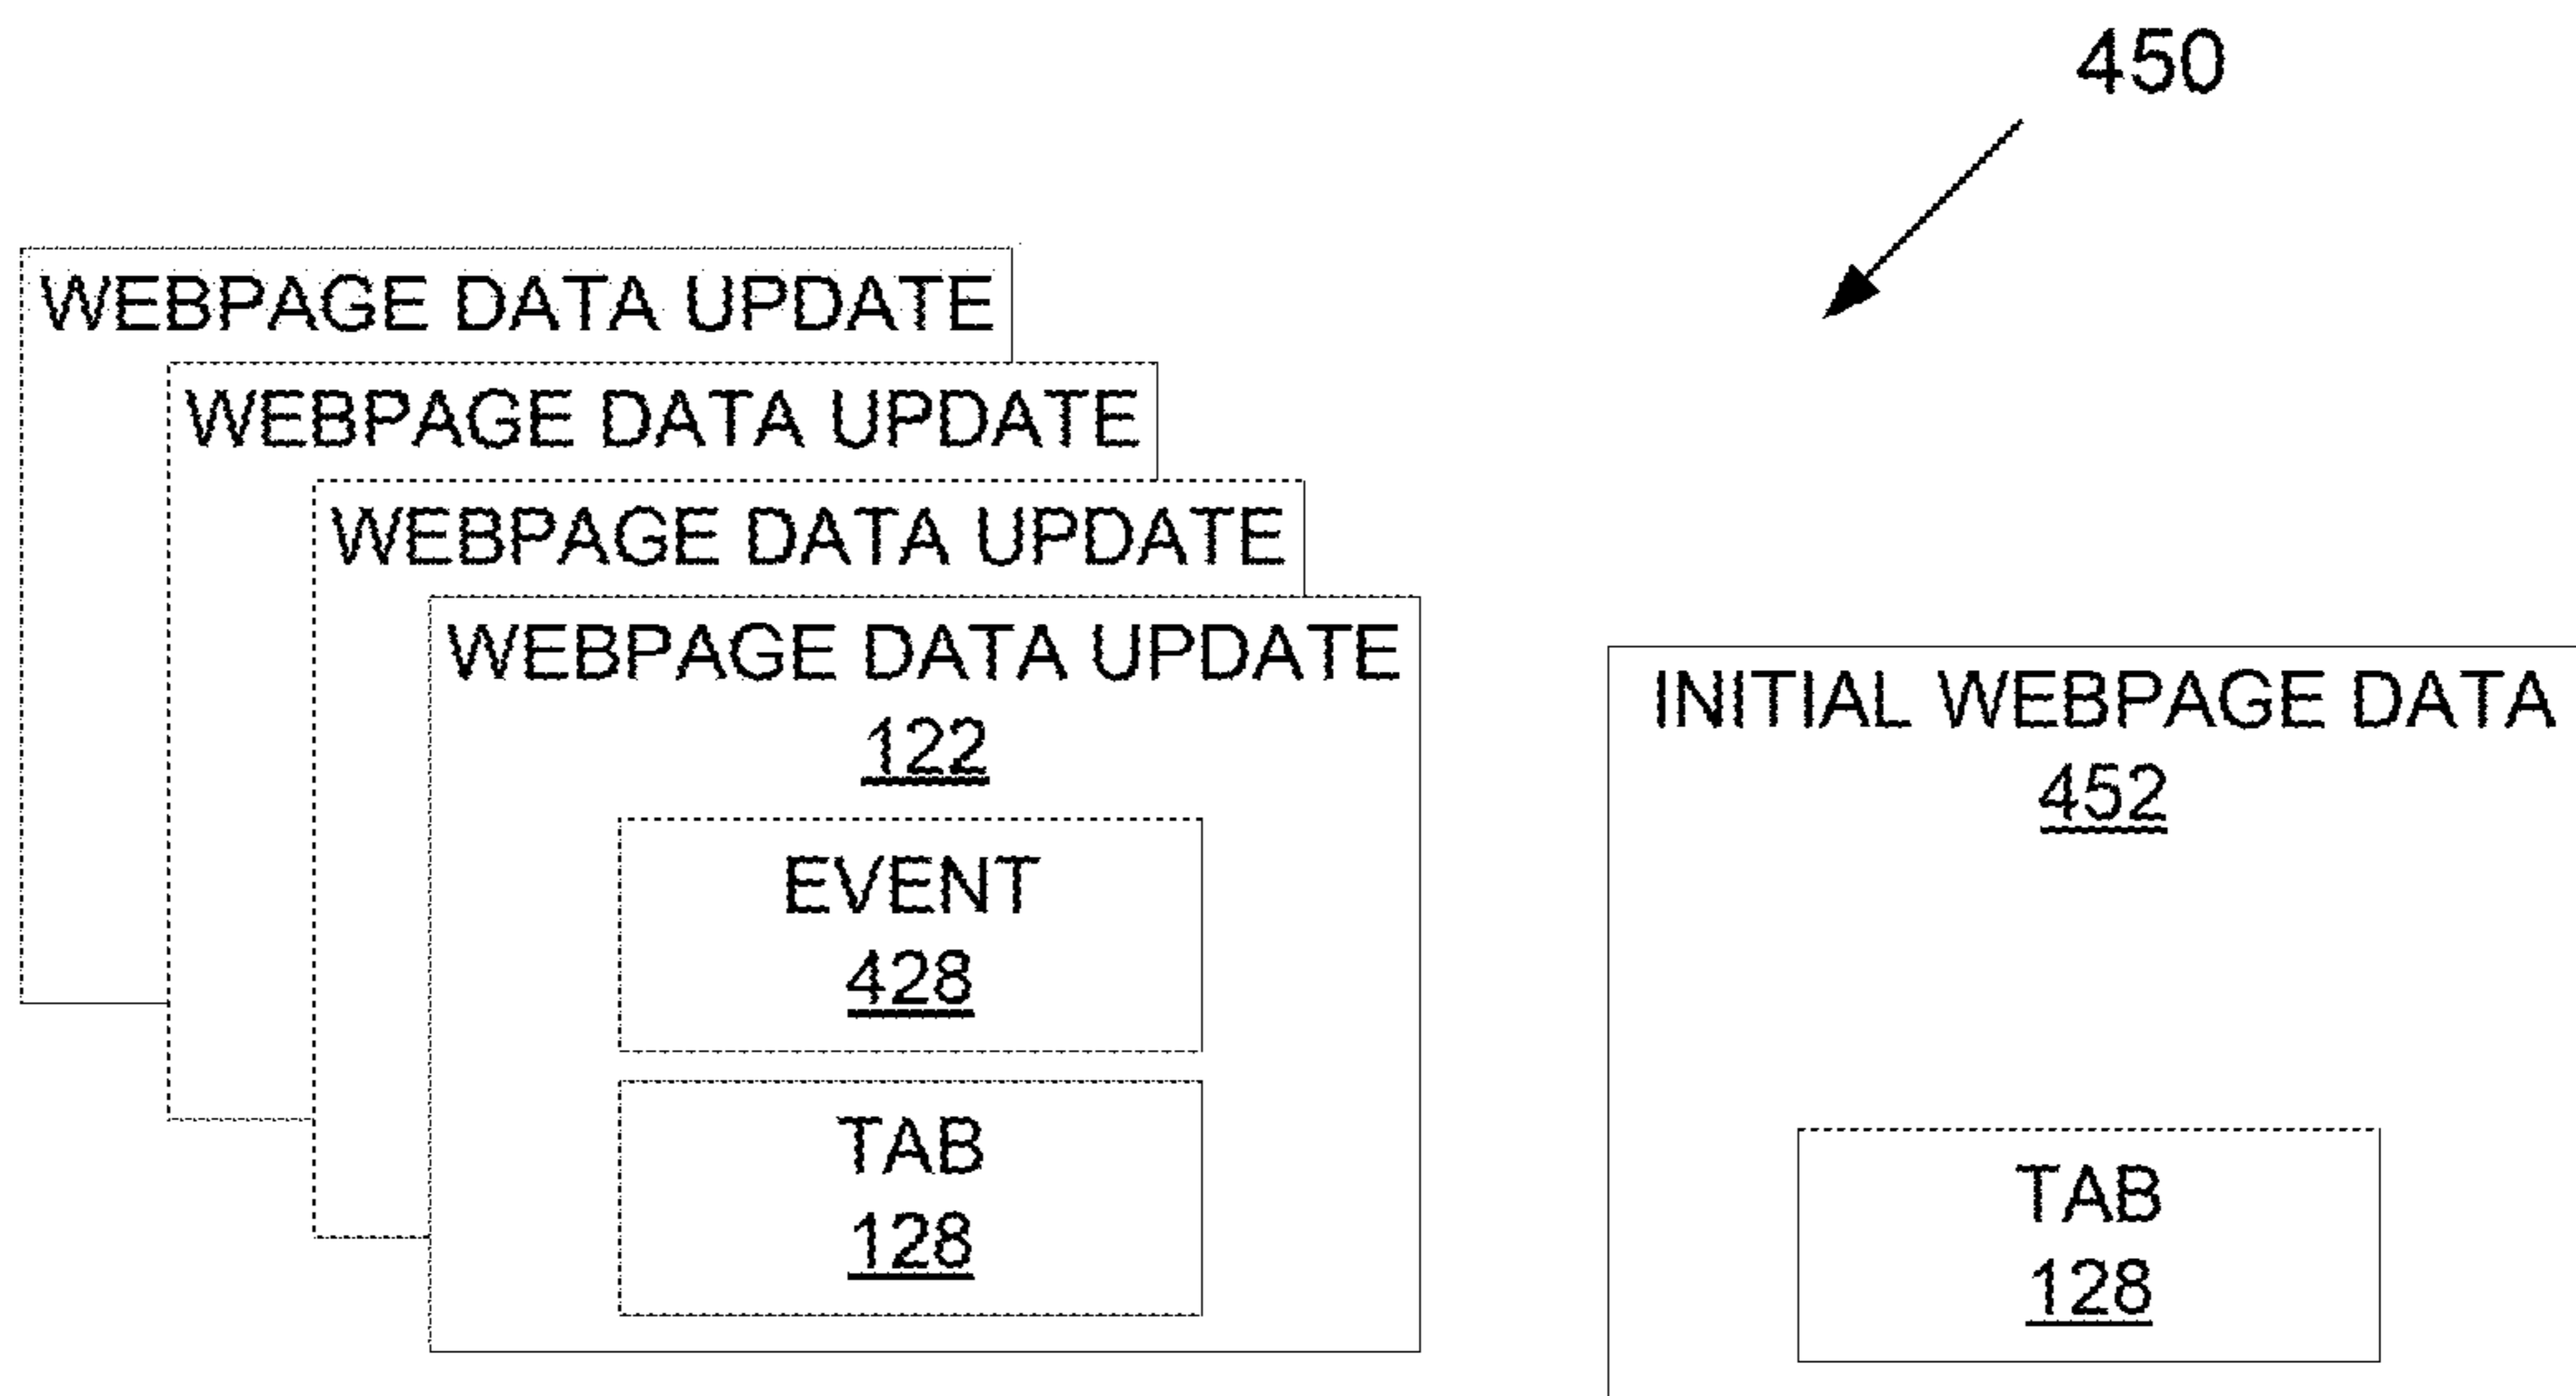 450
WEBPAGE DATA UPDATE
WEBPAGE DATA UPDATE
WEBPAGE DATA UPDATE
WEBPAGE DATA UPDATE
122
EVENT
428
TAB
128
INITIAL WEBPAGE DATA
452
TAB
128